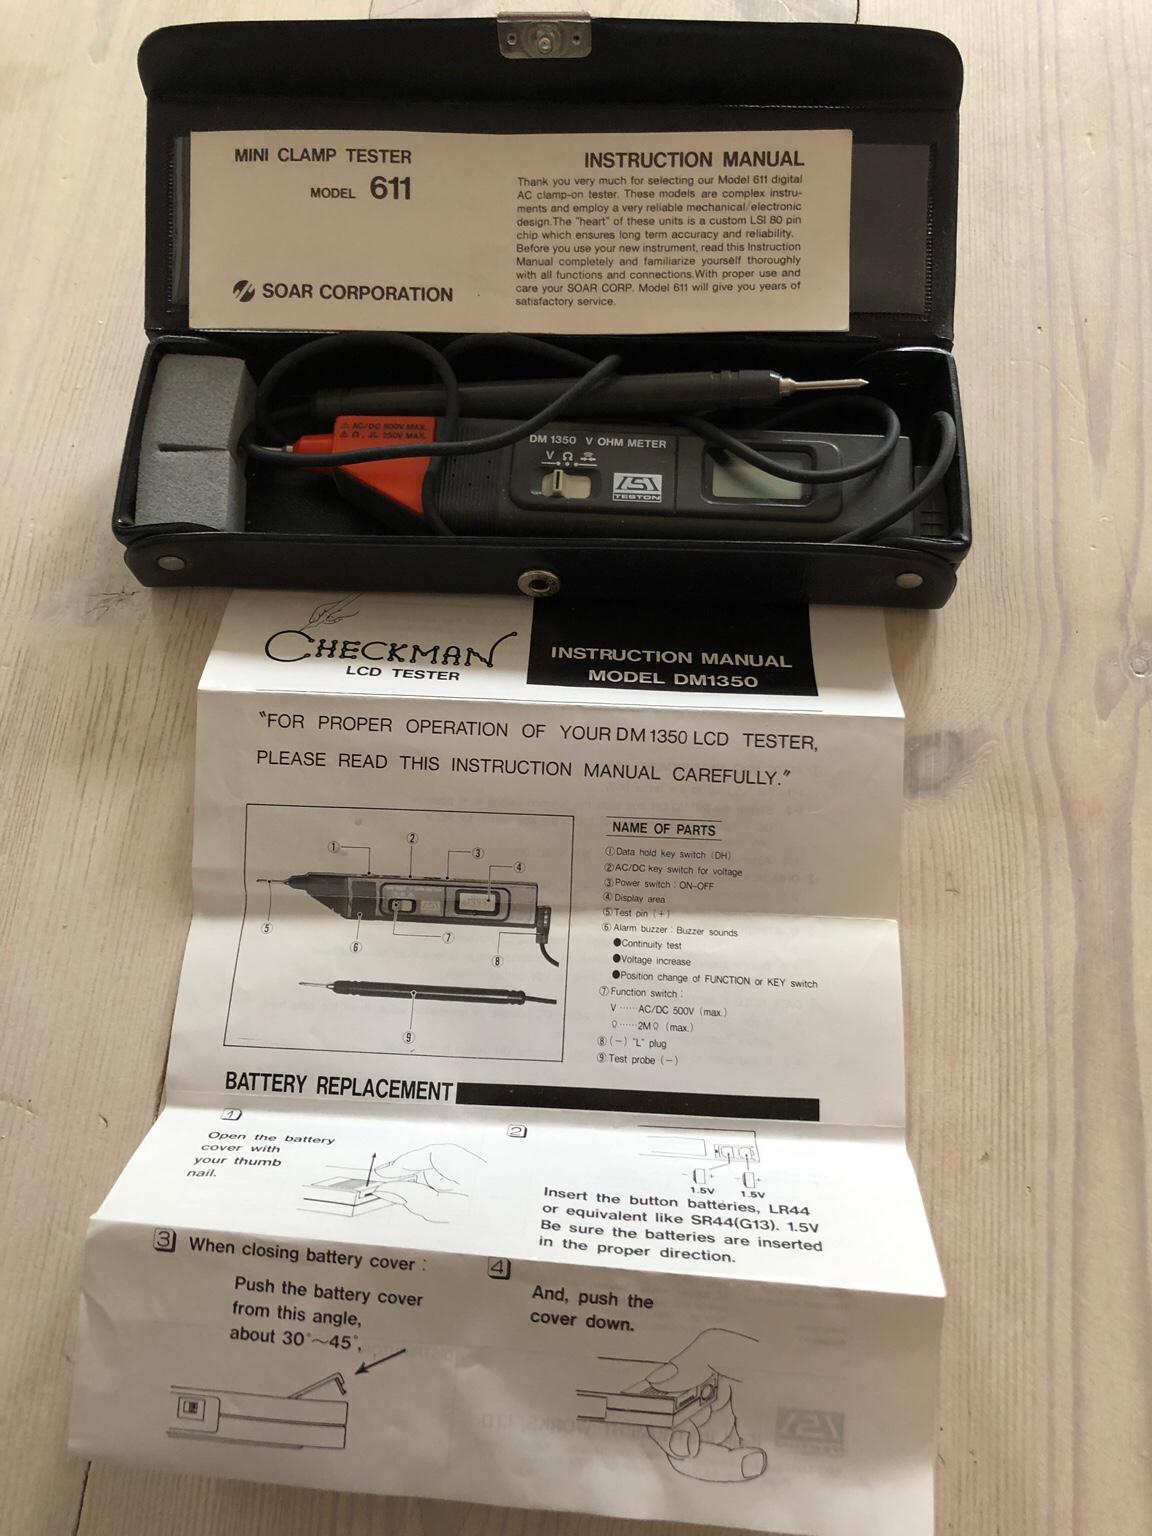 MINI CLAMP TESTER
MODEL 611
SOAR CORPORATION
INSTRUCTION MANUAL
Thank you very much for selecting our Model 611 digital
AC clamp-on tester. These models are complex instru-
ments and employ a very reliable mechanical/electronic
design.The "heart" of these units is a custom LSI 80 pin
chip which ensures long term accuracy and reliability.
Before you use your new instrument, read this Instruction
Manual completely and familiarize yourself thoroughly
with all functions and connections.With proper use and
care your SOAR CORP. Model 611 will give you years of
satisfactory service.
⚠ AC/DC 500V MAX.
250V MAX.
DM 1350 V OHM METER
V Ω
TESTON
CHECKMAN
LCD TESTER
INSTRUCTION MANUAL
MODEL DM1350
"FOR PROPER OPERATION OF YOUR DM1350 LCD TESTER,
PLEASE READ THIS INSTRUCTION MANUAL CAREFULLY."
① ② ③ ④ ⑤ ⑥ ⑦ ⑧ ⑨
NAME OF PARTS
①Data hold key switch (DH)
②AC/DC key switch for voltage
③Power switch : ON-OFF
④Display area
⑤Test pin (+)
⑥Alarm buzzer : Buzzer sounds
●Continuity test
●Voltage increase
●Position change of FUNCTION or KEY switch
⑦Function switch :
V ······AC/DC 500V (max.)
Ω ······2MΩ (max.)
⑧(−) "L" plug
⑨Test probe (−)
BATTERY REPLACEMENT
1
Open the battery
cover with
your thumb
nail.
2
− + − +
1.5V 1.5V
Insert the button batteries, LR44
or equivalent like SR44(G13). 1.5V
Be sure the batteries are inserted
in the proper direction.
3 When closing battery cover :
Push the battery cover
from this angle,
about 30°~45°,
4
And, push the
cover down.